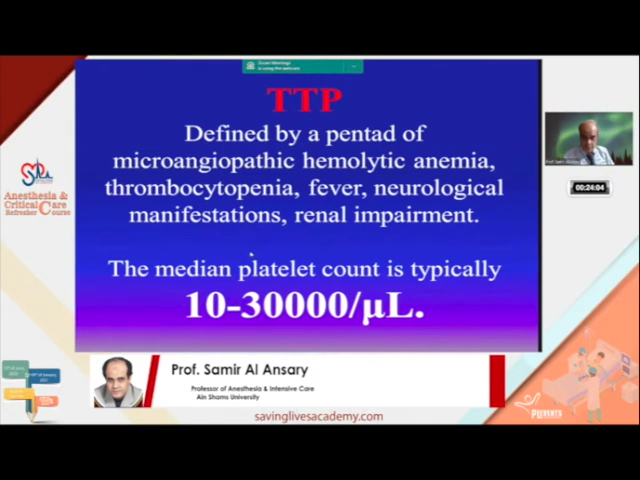 TTP
Defined by a pentad of
microangiopathic hemolytic anemia,
thrombocytopenia, fever, neurological
manifestations, renal impairment.
The median platelet count is typically
10-30000/µL.
Anesthesia &
Critical Care
Refresher Course
00:24:04
Prof. Samir Al Ansary
Professor of Anesthesia & Intensive Care
Ain Shams University
savinglivesacademy.com
PREVENTS